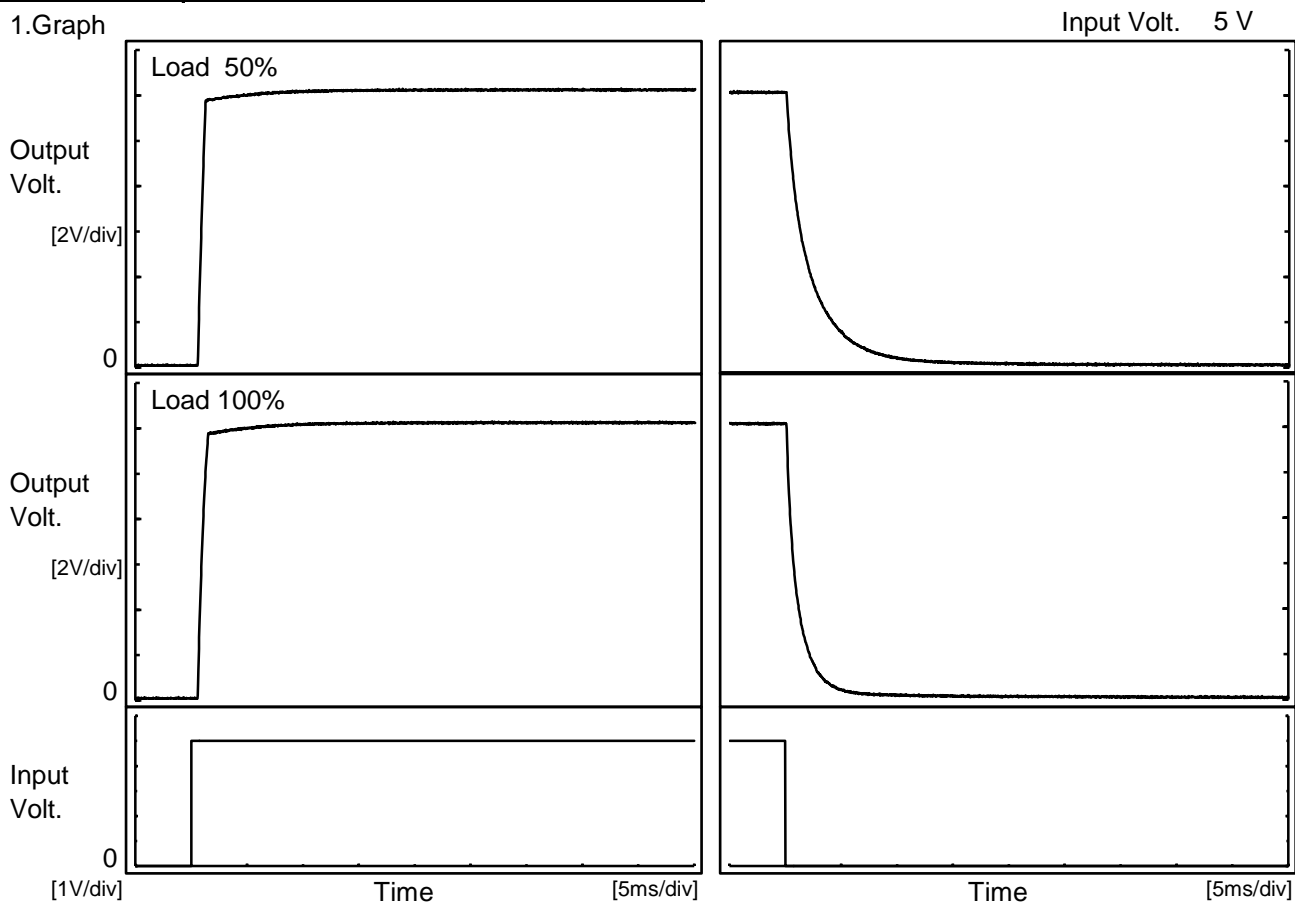 1.Graph
Input Volt. 5 V
Load 50%
Output
Volt.
[2V/div]
0
Load 100%
Output
Volt.
[2V/div]
0
Input
Volt.
0
[1V/div]
Time
[5ms/div]
Time
[5ms/div]